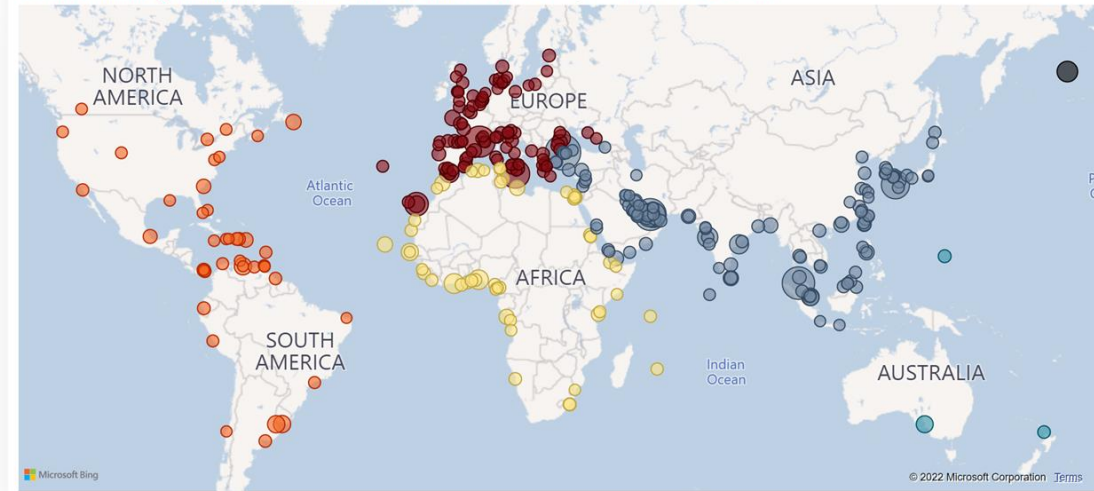 NORTH
AMERICA
EUROPE
ASIA
Atlantic
Ocean
AFRICA
SOUTH
AMERICA
Indian
Ocean
AUSTRALIA
Microsoft Bing
© 2022 Microsoft Corporation Terms